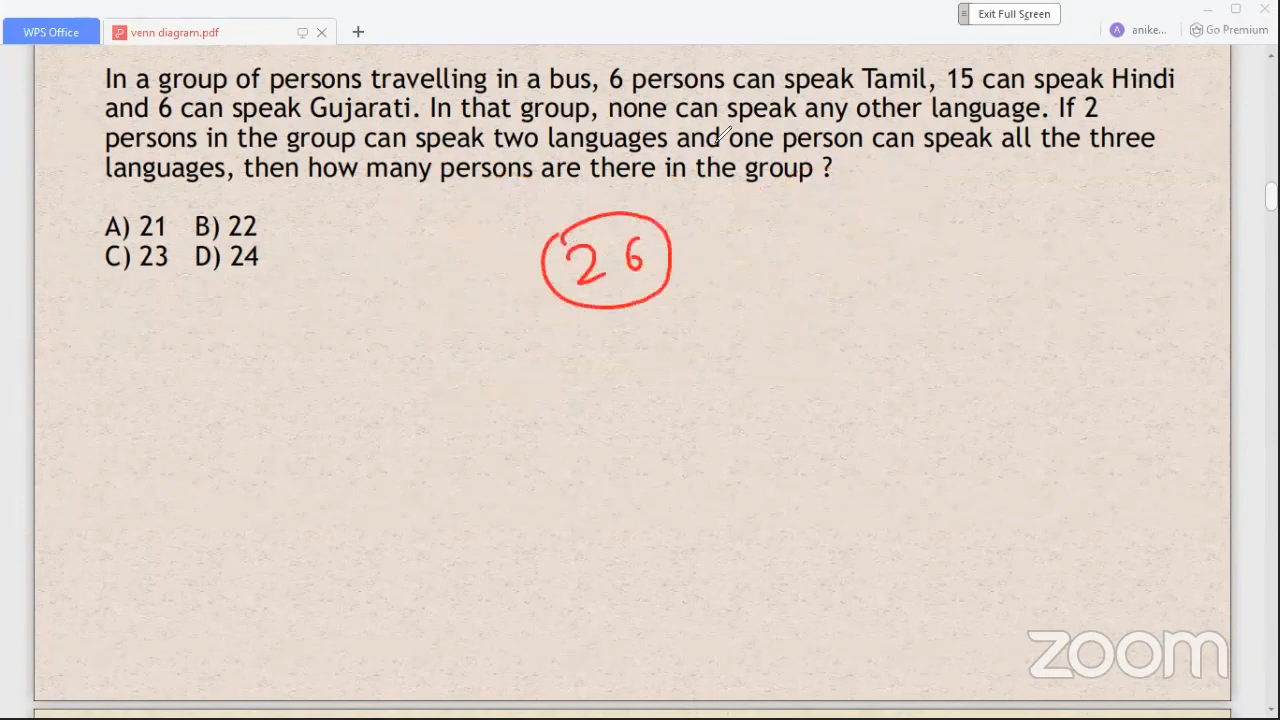 Exit Full Screen
WPS Office
venn diagram.pdf
anike...
Go Premium
In a group of persons travelling in a bus, 6 persons can speak Tamil, 15 can speak Hindi
and 6 can speak Gujarati. In that group, none can speak any other language. If 2
persons in the group can speak two languages and one person can speak all the three
languages, then how many persons are there in the group ?
A) 21 B) 22
C) 23 D) 24
26
zoom